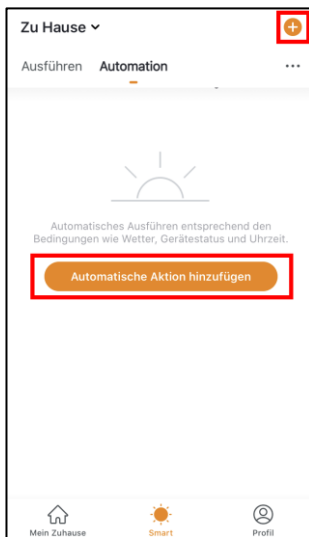 Zu Hause
Ausführen Automation ...
Automatisches Ausführen entsprechend den
Bedingungen wie Wetter, Gerätestatus und Uhrzeit.
Automatische Aktion hinzufügen
Mein Zuhause Smart Profil